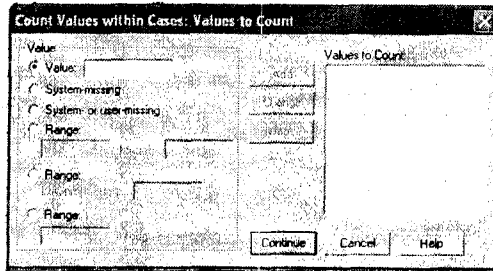 Count Values within Cases: Values to Count
Value
Value:
System-missing
System- or user-missing
Range:
Range:
Range:
Values to Count:
Add
Continue
Cancel
Help